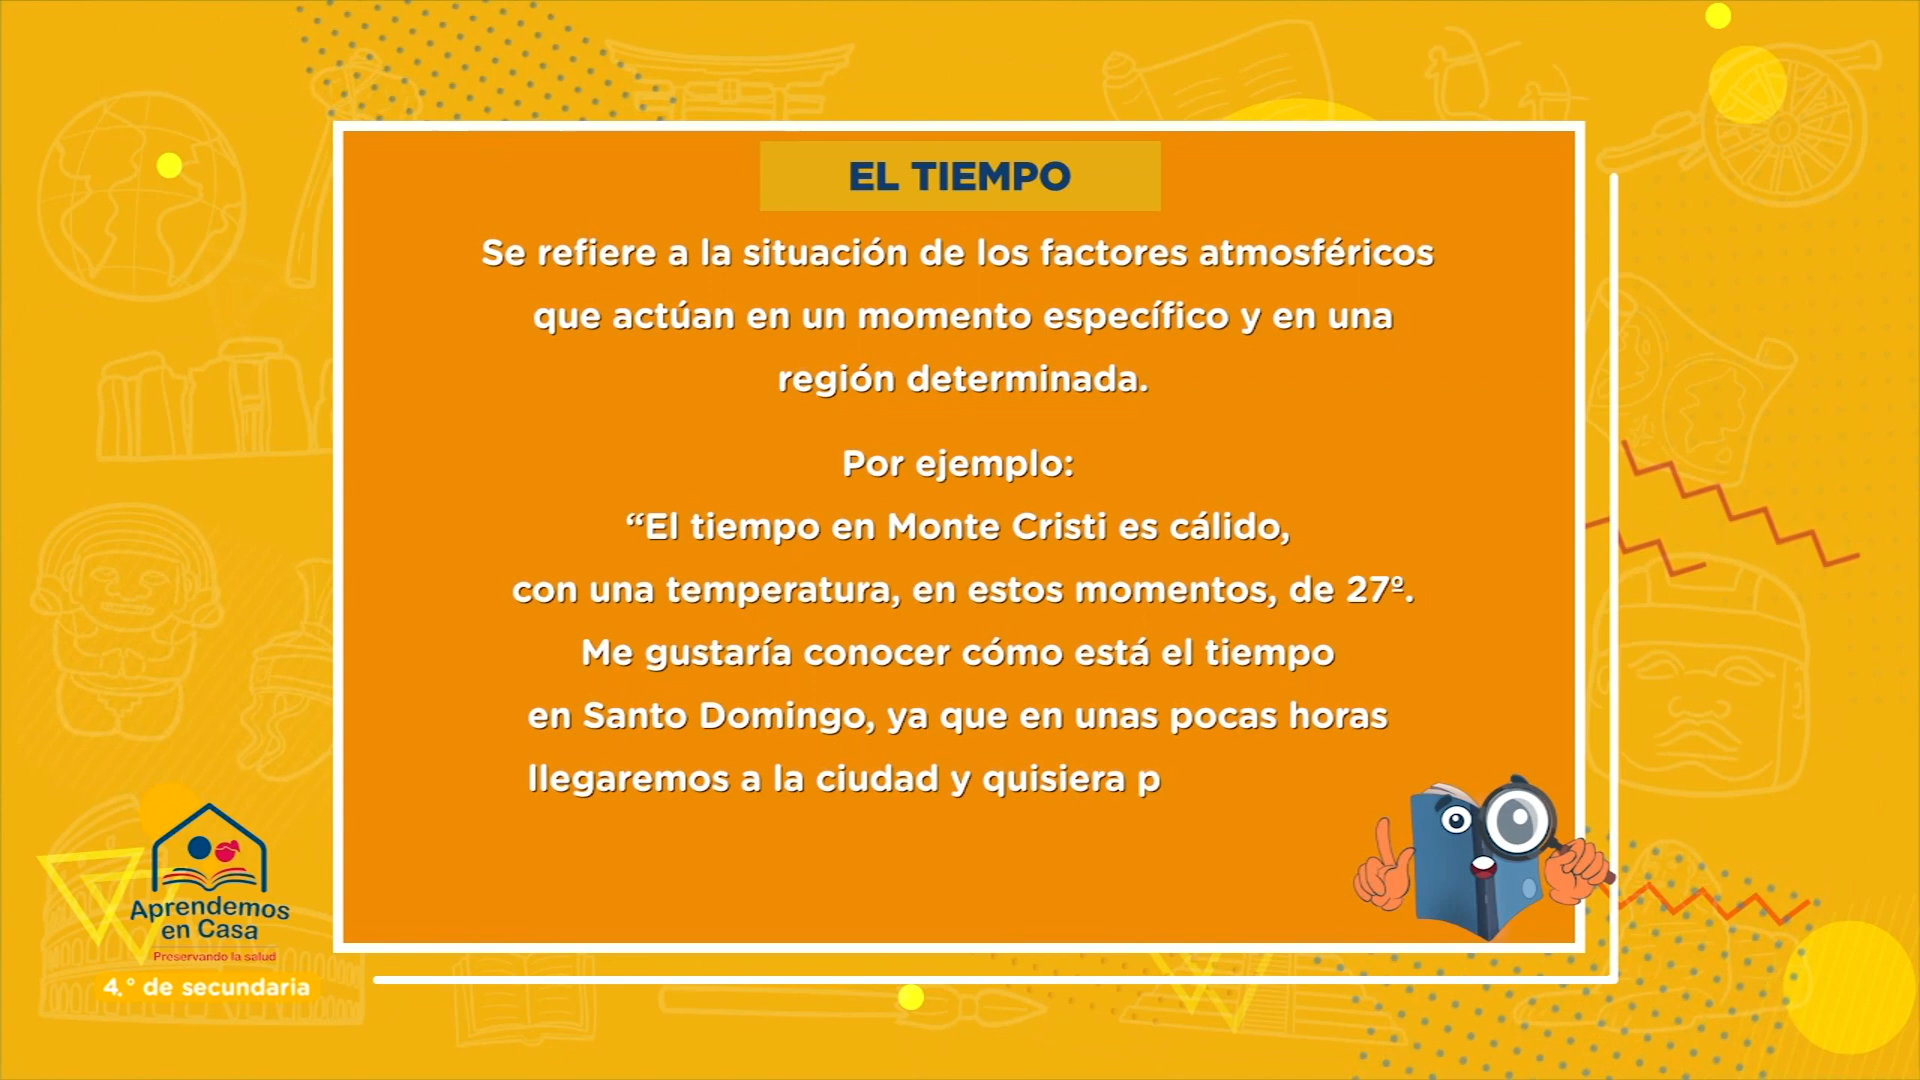 EL TIEMPO
Se refiere a la situación de los factores atmosféricos
que actúan en un momento específico y en una
región determinada.
Por ejemplo:
“El tiempo en Monte Cristi es cálido,
con una temperatura, en estos momentos, de 27º.
Me gustaría conocer cómo está el tiempo
en Santo Domingo, ya que en unas pocas horas
llegaremos a la ciudad y quisiera p
Aprendemos
en Casa
Preservando la salud
4.° de secundaria